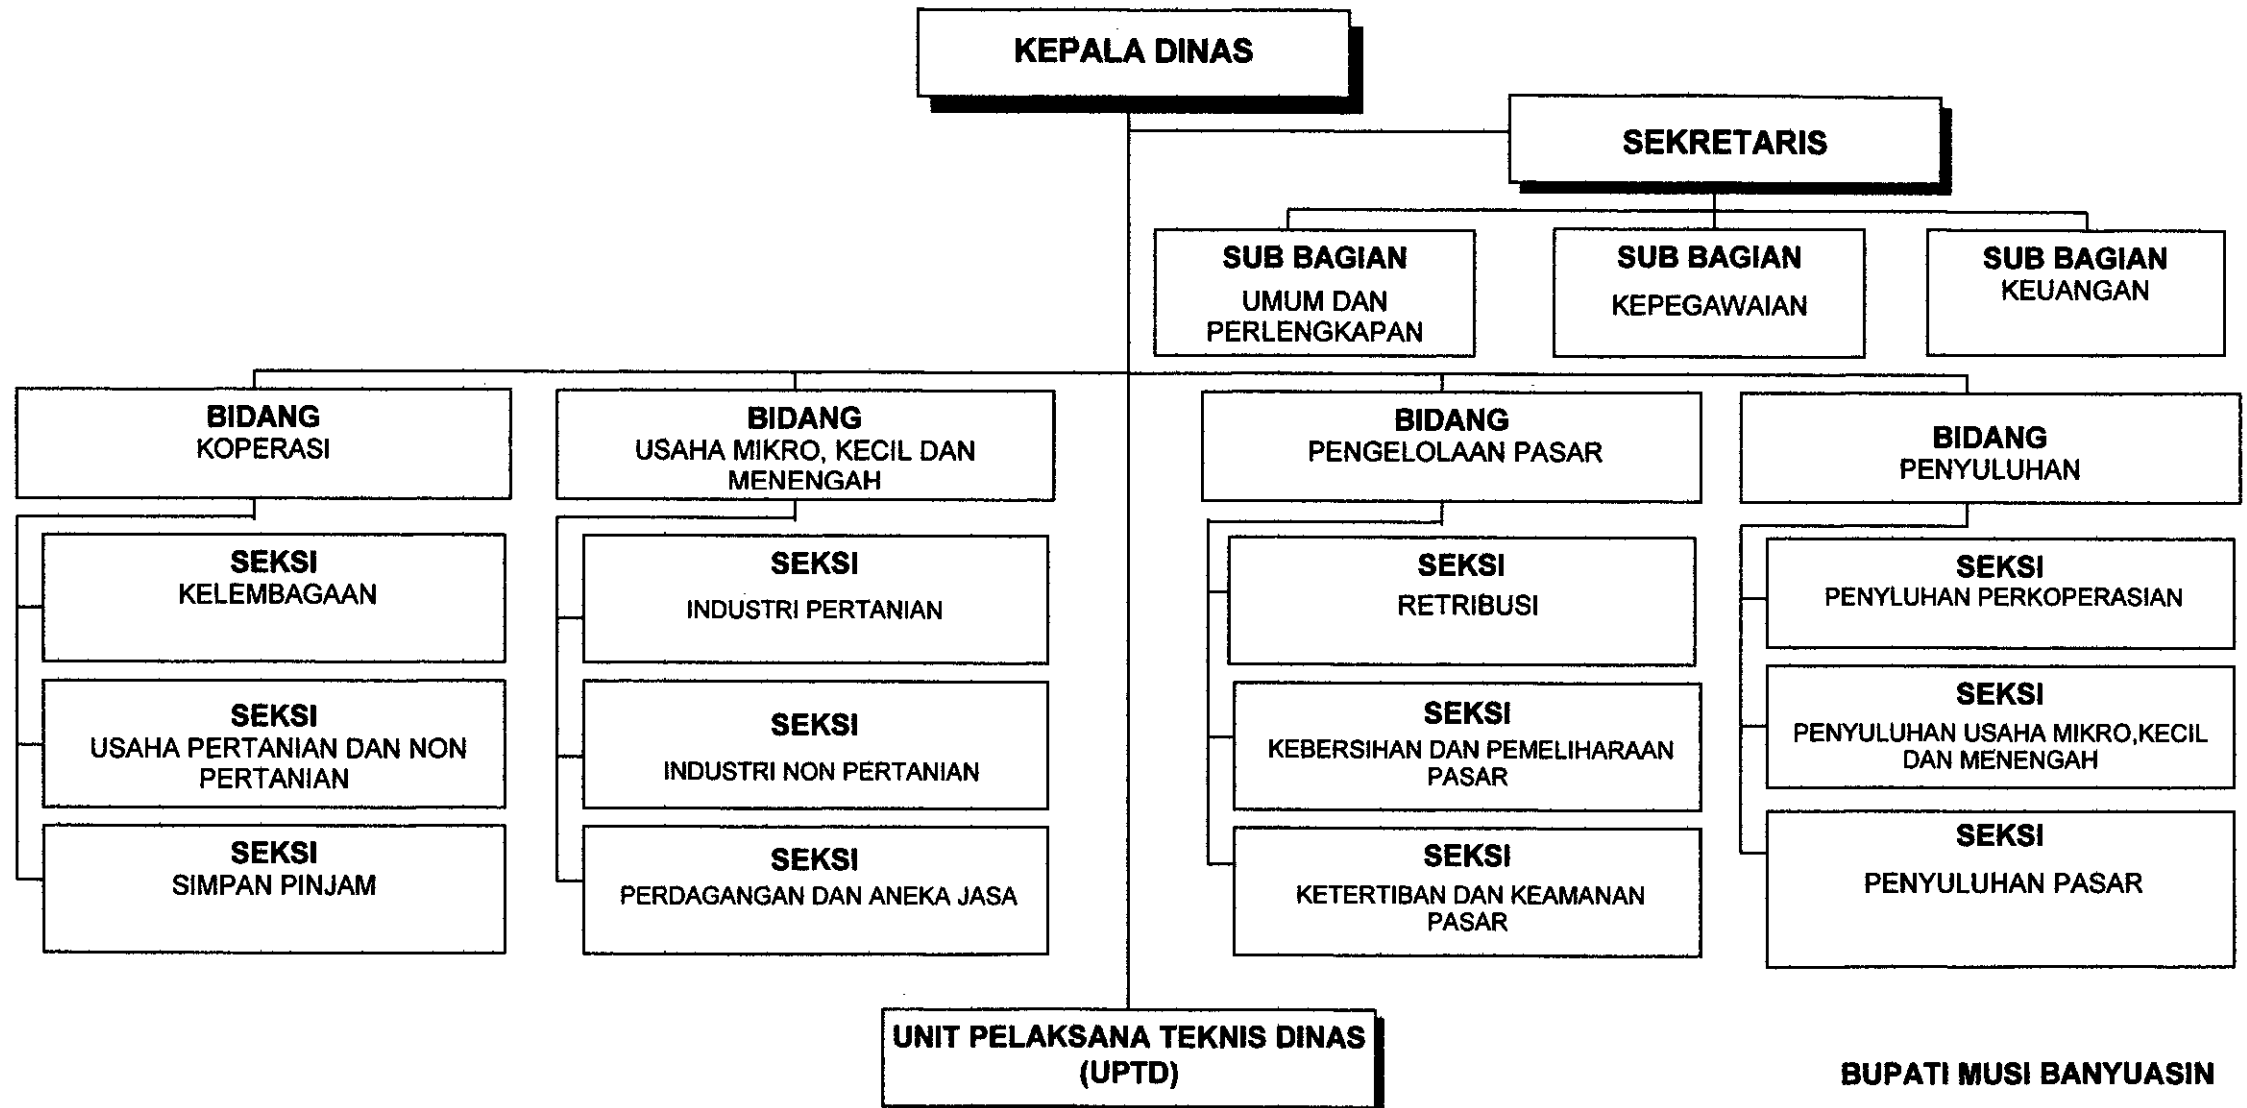 KEPALA DINAS
SEKRETARIS
SUB BAGIAN
UMUM DAN
PERLENGKAPAN
SUB BAGIAN
KEPEGAWAIAN
SUB BAGIAN
KEUANGAN
BIDANG
KOPERASI
BIDANG
USAHA MIKRO, KECIL DAN
MENENGAH
BIDANG
PENGELOLAAN PASAR
BIDANG
PENYULUHAN
SEKSI
KELEMBAGAAN
SEKSI
USAHA PERTANIAN DAN NON
PERTANIAN
SEKSI
SIMPAN PINJAM
SEKSI
INDUSTRI PERTANIAN
SEKSI
INDUSTRI NON PERTANIAN
SEKSI
PERDAGANGAN DAN ANEKA JASA
SEKSI
RETRIBUSI
SEKSI
KEBERSIHAN DAN PEMELIHARAAN
PASAR
SEKSI
KETERTIBAN DAN KEAMANAN
PASAR
SEKSI
PENYLUHAN PERKOPERASIAN
SEKSI
PENYULUHAN USAHA MIKRO,KECIL
DAN MENENGAH
SEKSI
PENYULUHAN PASAR
UNIT PELAKSANA TEKNIS DINAS
(UPTD)
BUPATI MUSI BANYUASIN